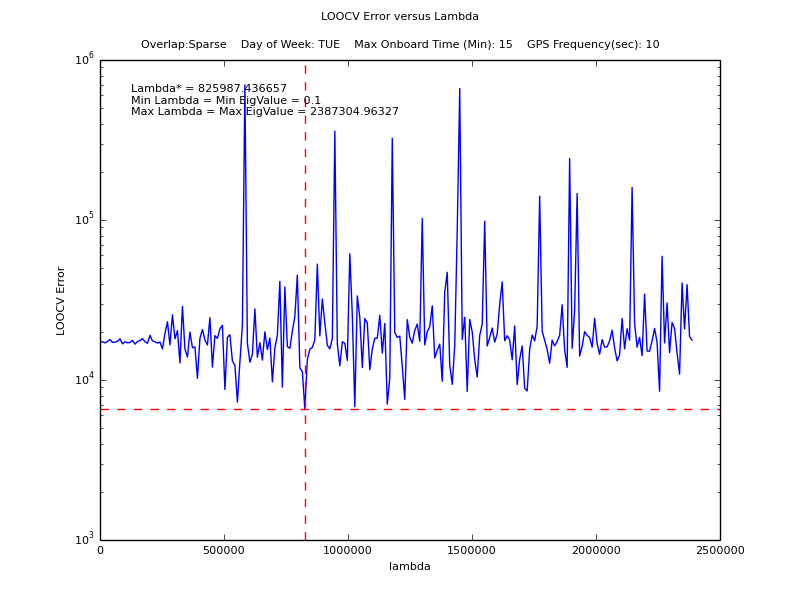 LOOCV Error versus Lambda
Overlap:Sparse    Day of Week: TUE    Max Onboard Time (Min): 15    GPS Frequency(sec): 10
10^6
Lambda* = 825987.436657
Min Lambda = Min EigValue = 0.1
Max Lambda = Max EigValue = 2387304.96327
10^5
LOOCV Error
10^4
10^3
0 500000 1000000 1500000 2000000 2500000
lambda